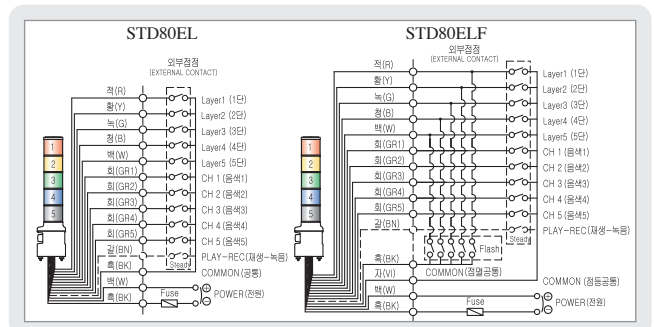 STD80EL
외부접점
(EXTERNAL CONTACT)
적(R)
Layer1 (1단)
황(Y)
Layer2 (2단)
녹(G)
Layer3 (3단)
청(B)
Layer4 (4단)
백(W)
Layer5 (5단)
회(GR1)
CH 1 (음색1)
회(GR2)
CH 2 (음색2)
회(GR3)
CH 3 (음색3)
회(GR4)
CH 4 (음색4)
회(GR5)
CH 5 (음색5)
갈(BN)
PLAY-REC(재생-녹음)
Steady
흑(BK)
COMMON(공통)
백(W)
흑(BK)
Fuse
POWER(전원)
1
2
3
4
5
STD80ELF
외부접점
(EXTERNAL CONTACT)
적(R)
Layer1 (1단)
황(Y)
Layer2 (2단)
녹(G)
Layer3 (3단)
청(B)
Layer4 (4단)
백(W)
Layer5 (5단)
회(GR1)
CH 1 (음색1)
회(GR2)
CH 2 (음색2)
회(GR3)
CH 3 (음색3)
회(GR4)
CH 4 (음색4)
회(GR5)
CH 5 (음색5)
갈(BN)
PLAY-REC(재생-녹음)
Steady
Flash
흑(BK)
COMMON(점멸공통)
자(VI)
COMMON (점등공통)
백(W)
흑(BK)
Fuse
POWER(전원)
1
2
3
4
5